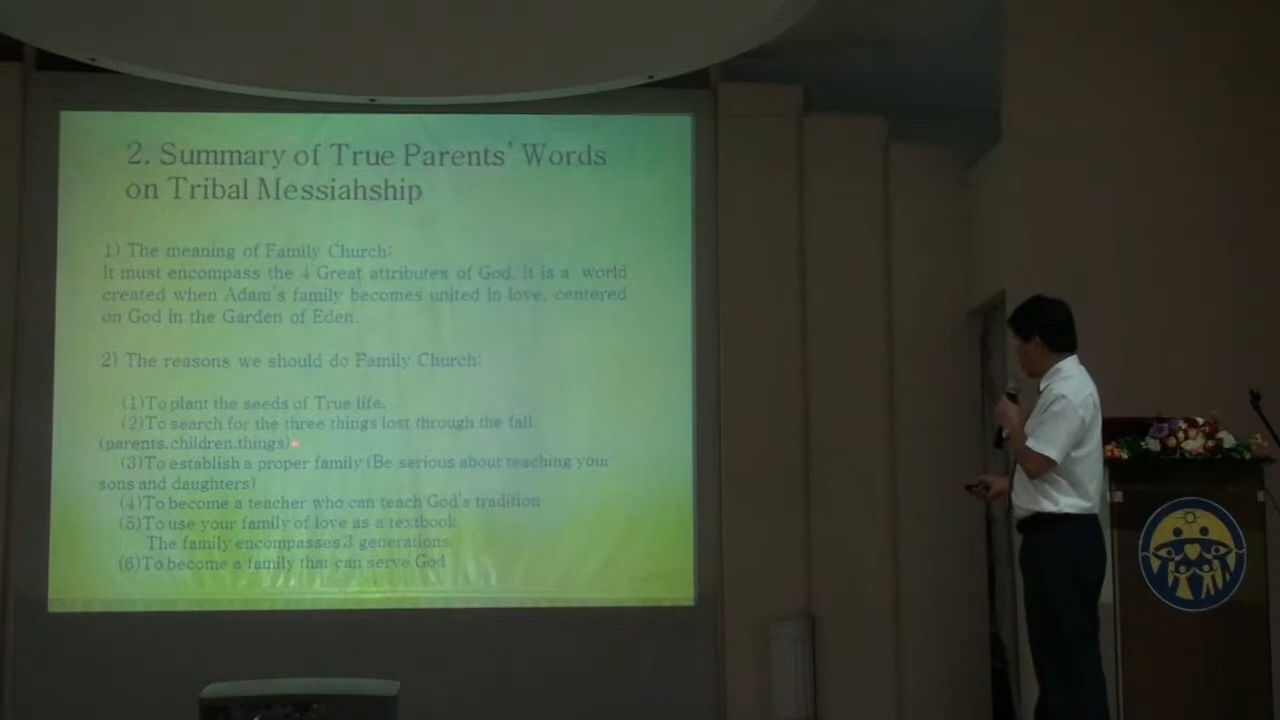 2. Summary of True Parents' Words
on Tribal Messiahship
1) The meaning of Family Church:
It must encompass the 4 Great attributes of God. It is a world
created when Adam's family becomes united in love, centered
on God in the Garden of Eden.
2) The reasons we should do Family Church:
(1)To plant the seeds of True life.
(2)To search for the three things lost through the fall.
(parents.children.things)
(3)To establish a proper family (Be serious about teaching your
sons and daughters)
(4)To become a teacher who can teach God's tradition
(5)To use your family of love as a textbook
The family encompasses 3 generations.
(6)To become a family that can serve God